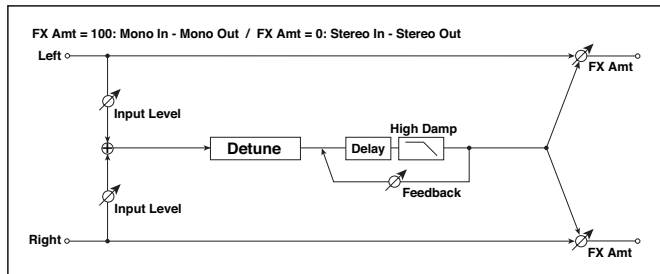 FX Amt = 100: Mono In - Mono Out / FX Amt = 0: Stereo In - Stereo Out
Left
FX Amt
Input Level
High Damp
Detune
Delay
Feedback
Input Level
Right
FX Amt